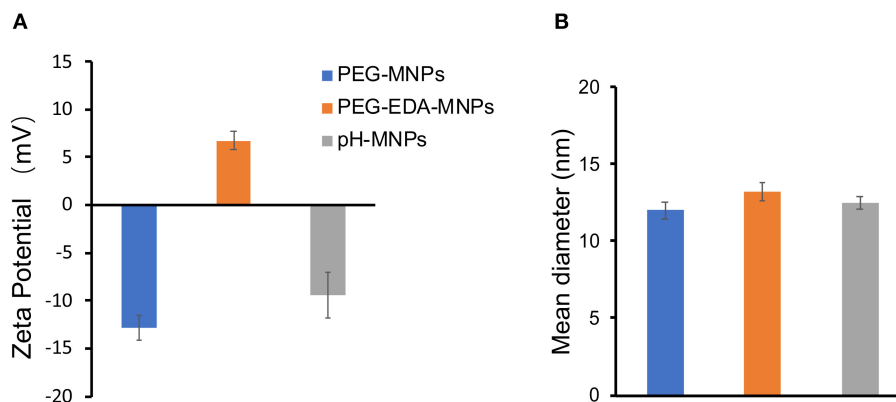 A
B
Zeta Potential (mV)
15
10
5
0
-5
-10
-15
-20
PEG-MNPs
PEG-EDA-MNPs
pH-MNPs
Mean diameter (nm)
20
15
10
5
0